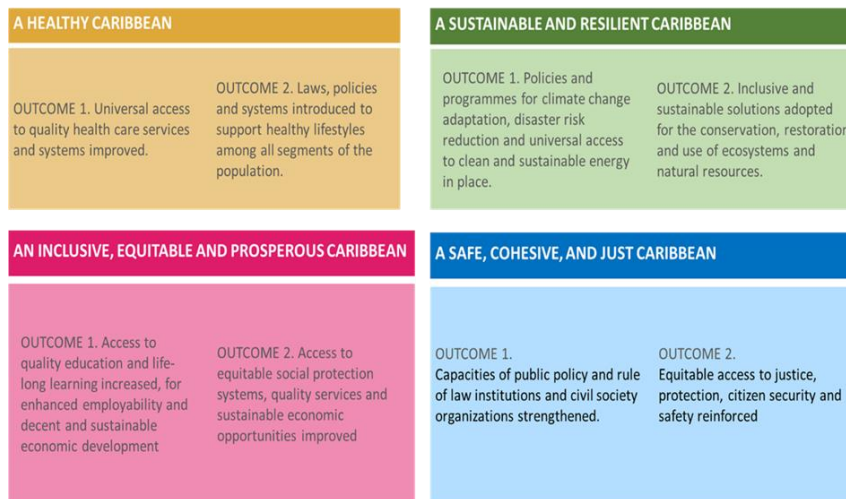 A HEALTHY CARIBBEAN
OUTCOME 1. Universal access
to quality health care services
and systems improved.
OUTCOME 2. Laws, policies
and systems introduced to
support healthy lifestyles
among all segments of the
population.
A SUSTAINABLE AND RESILIENT CARIBBEAN
OUTCOME 1. Policies and
programmes for climate change
adaptation, disaster risk
reduction and universal access
to clean and sustainable energy
in place.
OUTCOME 2. Inclusive and
sustainable solutions adopted
for the conservation, restoration
and use of ecosystems and
natural resources.
AN INCLUSIVE, EQUITABLE AND PROSPEROUS CARIBBEAN
OUTCOME 1. Access to
quality education and life-
long learning increased, for
enhanced employability and
decent and sustainable
economic development
OUTCOME 2. Access to
equitable social protection
systems, quality services and
sustainable economic
opportunities improved
A SAFE, COHESIVE, AND JUST CARIBBEAN
OUTCOME 1.
Capacities of public policy and rule
of law institutions and civil society
organizations strengthened.
OUTCOME 2.
Equitable access to justice,
protection, citizen security and
safety reinforced